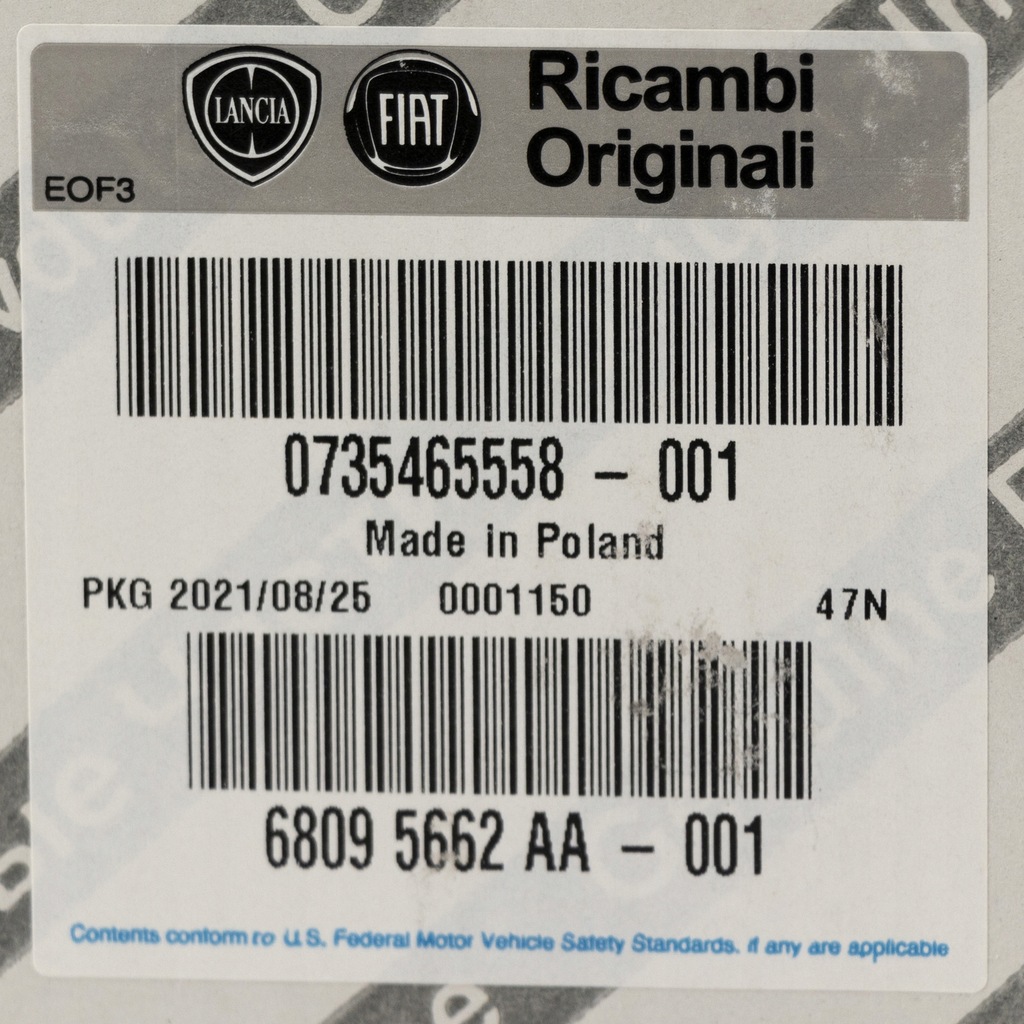 LANCIA
FIAT
Ricambi
Originali
EOF3
0735465558 - 001
Made in Poland
PKG 2021/08/25 0001150 47N
6809 5662 AA - 001
Contents conform to U.S. Federal Motor Vehicle Safety Standards. if any are applicable